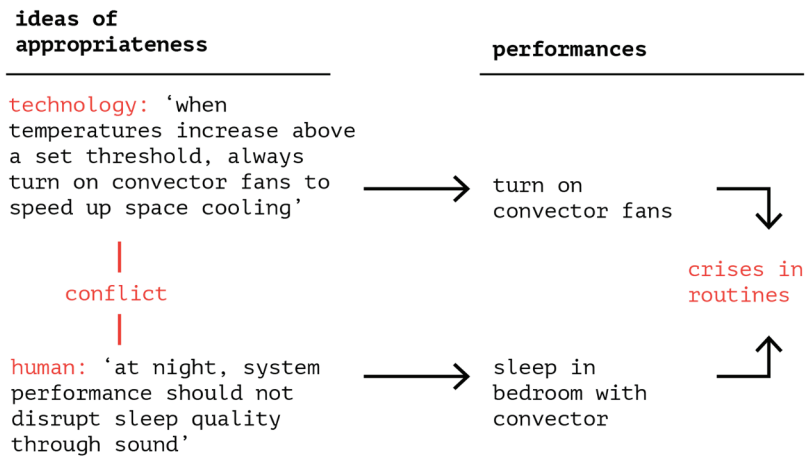 ideas of
appropriateness
performances
technology: ‘when
temperatures increase above
a set threshold, always
turn on convector fans to
speed up space cooling’
turn on
convector fans
crises in
routines
conflict
human: ‘at night, system
performance should not
disrupt sleep quality
through sound’
sleep in
bedroom with
convector